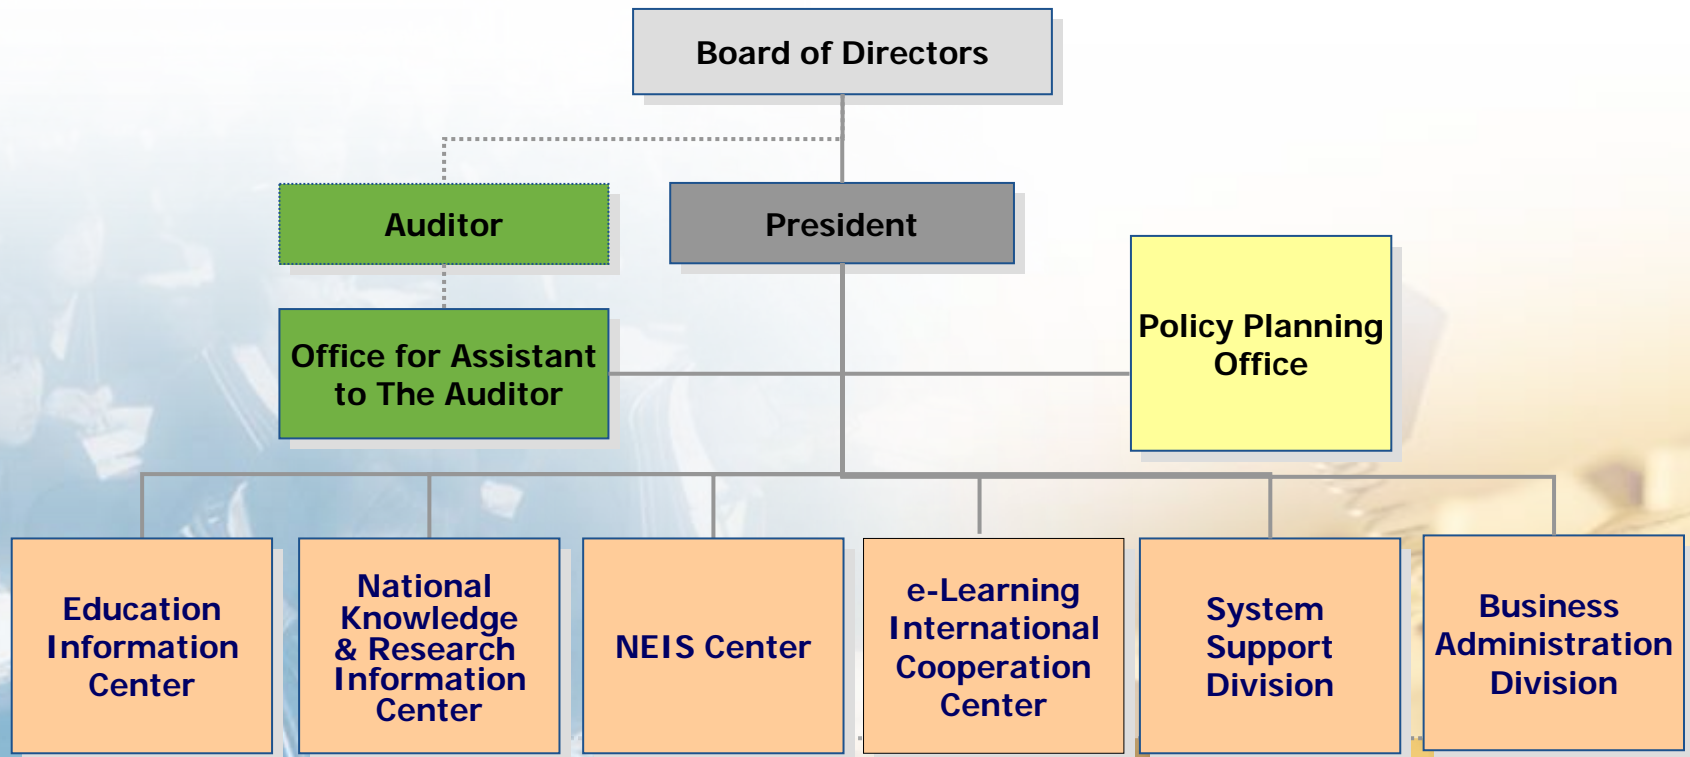 Board of Directors
Auditor
President
Office for Assistant
to The Auditor
Policy Planning
Office
Education
Information
Center
National
Knowledge
& Research
Information
Center
NEIS Center
e-Learning
International
Cooperation
Center
System
Support
Division
Business
Administration
Division